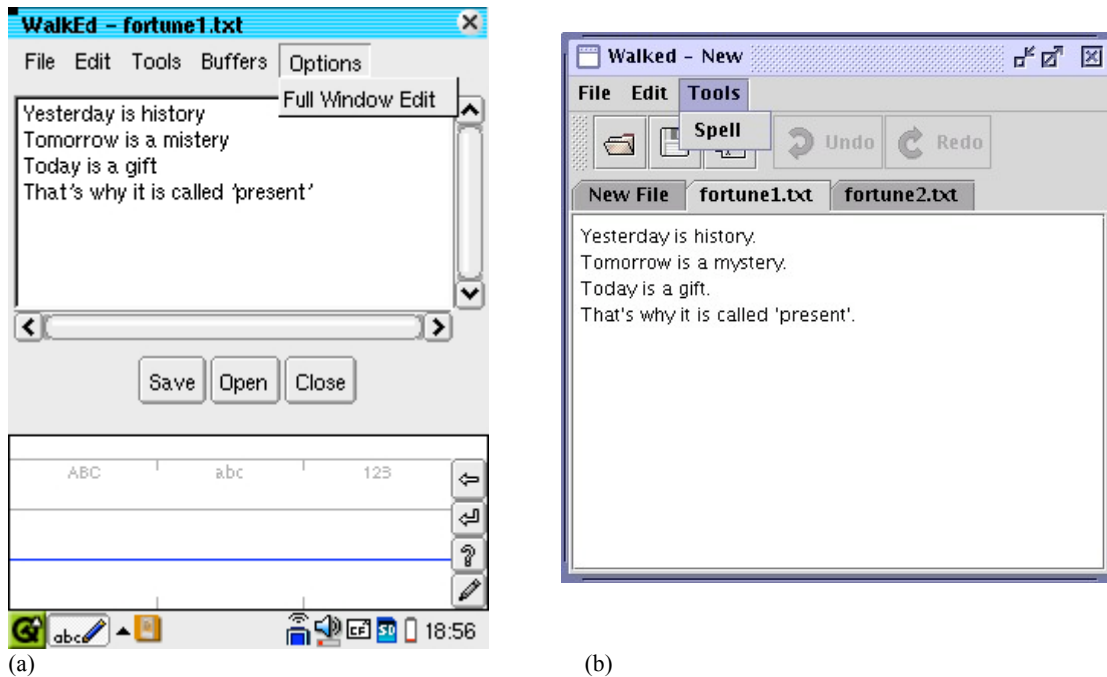 WalkEd – fortune1.txt
File Edit Tools Buffers Options
Full Window Edit
Yesterday is history
Tomorrow is a mistery
Today is a gift
That's why it is called 'present'
Save Open Close
ABC abc 123
abc CF SD 18:56
(a)
Walked – New
File Edit Tools
Spell
Undo Redo
New File fortune1.txt fortune2.txt
Yesterday is history.
Tomorrow is a mystery.
Today is a gift.
That's why it is called 'present'.
(b)